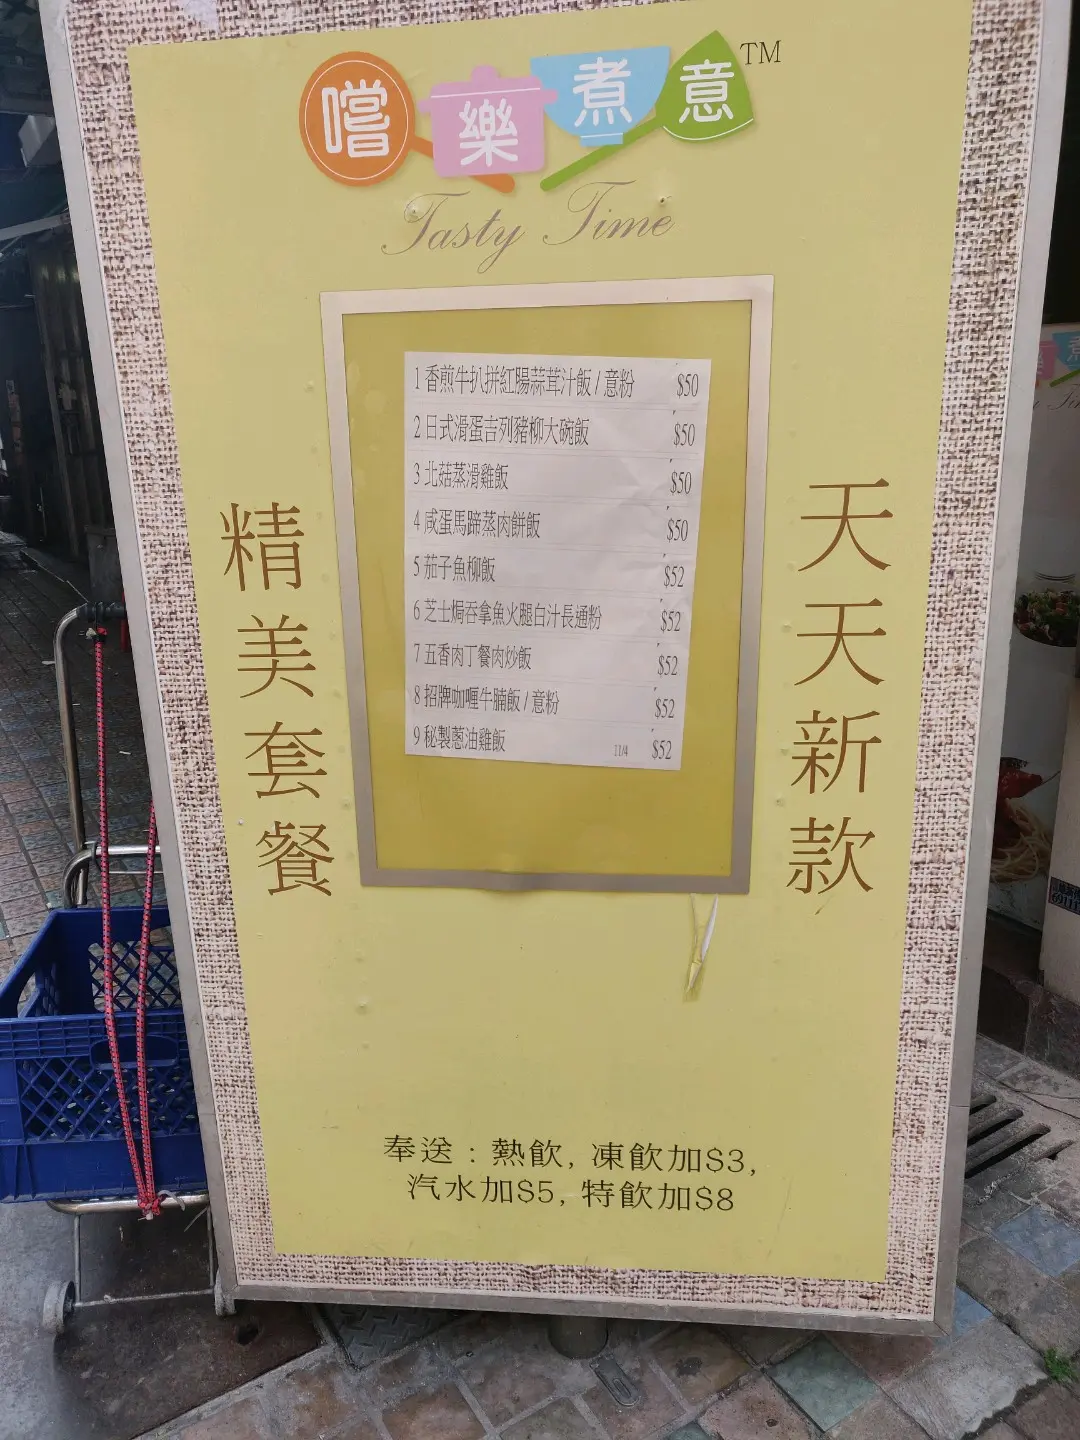 嚐樂煮意TM
Tasty Time
精美套餐
1 香煎牛扒拼紅腸蒜茸汁飯 / 意粉 $50
2 日式滑蛋吉列豬柳大碗飯 $50
3 北菇蒸滑雞飯 $50
4 咸蛋馬蹄蒸肉餅飯 $50
5 茄子魚柳飯 $52
6 芝士焗吞拿魚火腿白汁長通粉 $52
7 五香肉丁餐肉炒飯 $52
8 招牌咖喱牛腩飯 / 意粉 $52
9 秘製蔥油雞飯 11/4 $52
天天新款
奉送：熱飲, 凍飲加$3,
汽水加$5, 特飲加$8